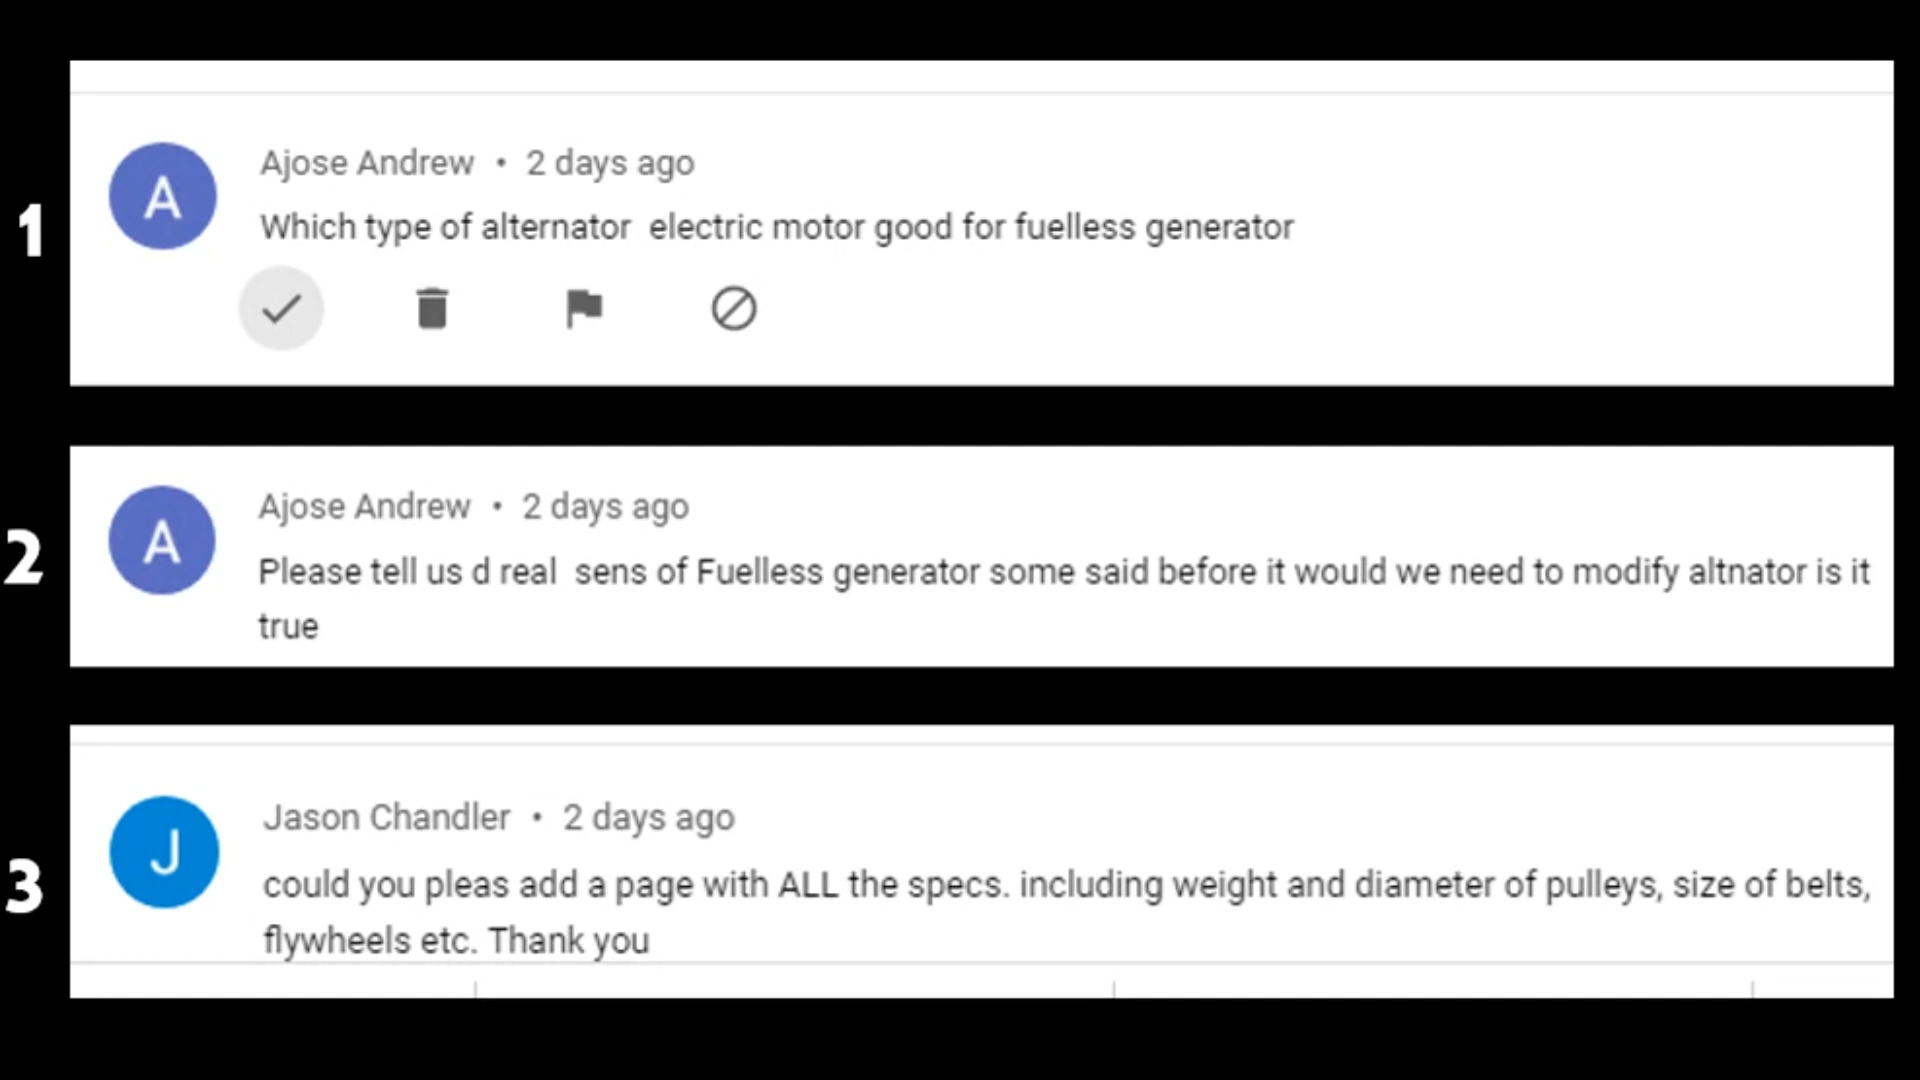 1
A
Ajose Andrew • 2 days ago
Which type of alternator electric motor good for fuelless generator
2
A
Ajose Andrew • 2 days ago
Please tell us d real sens of Fuelless generator some said before it would we need to modify altnator is it
true
3
J
Jason Chandler • 2 days ago
could you pleas add a page with ALL the specs. including weight and diameter of pulleys, size of belts,
flywheels etc. Thank you